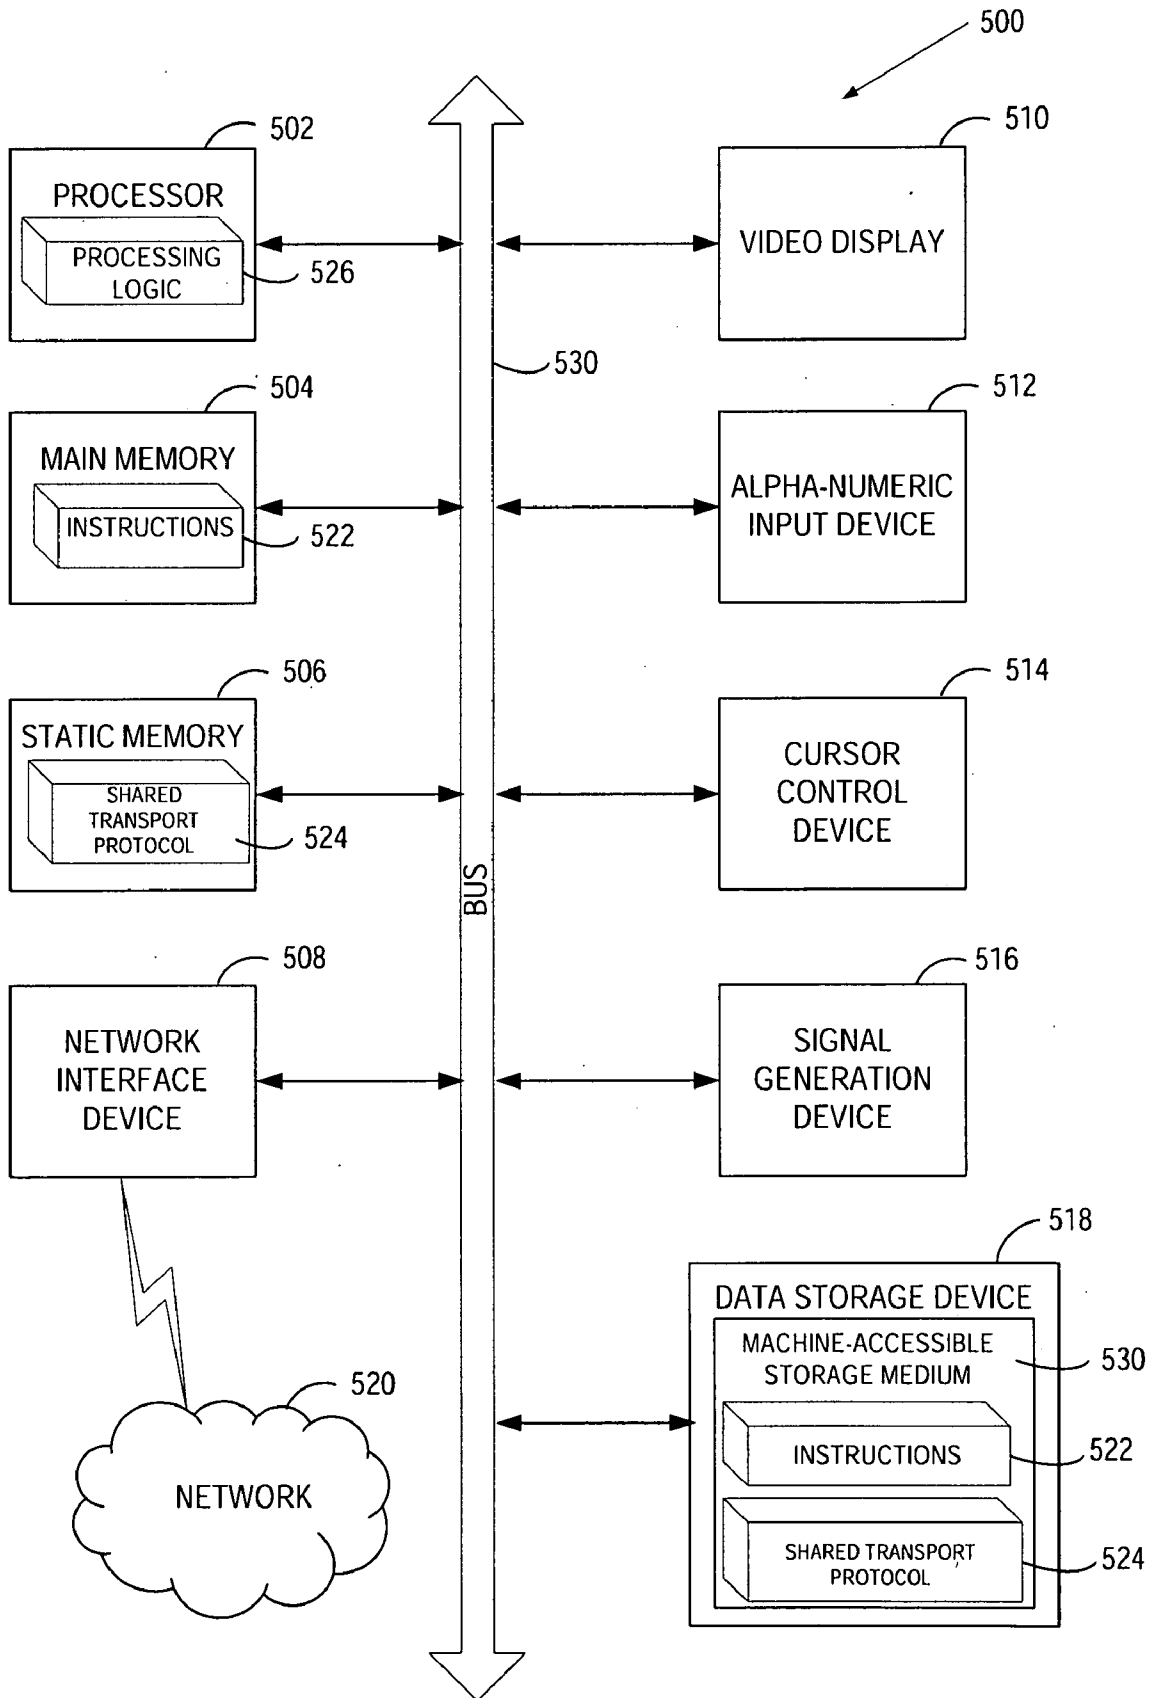 500
502
PROCESSOR
PROCESSING
LOGIC
526
510
VIDEO DISPLAY
530
504
MAIN MEMORY
INSTRUCTIONS
522
512
ALPHA-NUMERIC
INPUT DEVICE
506
STATIC MEMORY
SHARED
TRANSPORT
PROTOCOL
524
514
CURSOR
CONTROL
DEVICE
BUS
508
NETWORK
INTERFACE
DEVICE
516
SIGNAL
GENERATION
DEVICE
520
NETWORK
518
DATA STORAGE DEVICE
MACHINE-ACCESSIBLE
STORAGE MEDIUM
530
INSTRUCTIONS
522
SHARED TRANSPORT
PROTOCOL
524